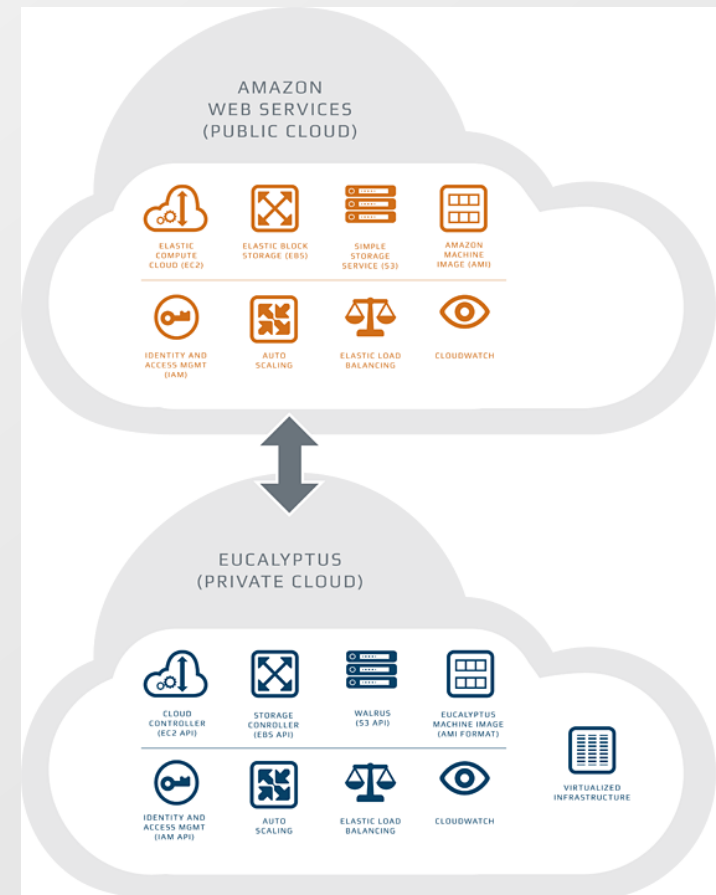 AMAZON
WEB SERVICES
(PUBLIC CLOUD)
ELASTIC
COMPUTE
CLOUD (EC2)
ELASTIC BLOCK
STORAGE (EBS)
SIMPLE
STORAGE
SERVICE (S3)
AMAZON
MACHINE
IMAGE (AMI)
IDENTITY AND
ACCESS MGMT
(IAM)
AUTO
SCALING
ELASTIC LOAD
BALANCING
CLOUDWATCH
EUCALYPTUS
(PRIVATE CLOUD)
CLOUD
CONTROLLER
(EC2 API)
STORAGE
CONROLLER
(EBS API)
WALRUS
(S3 API)
EUCALYPTUS
MACHINE IMAGE
(AMI FORMAT)
IDENTITY AND
ACCESS MGMT
(IAM API)
AUTO
SCALING
ELASTIC LOAD
BALANCING
CLOUDWATCH
VIRTUALIZED
INFRASTRUCTURE